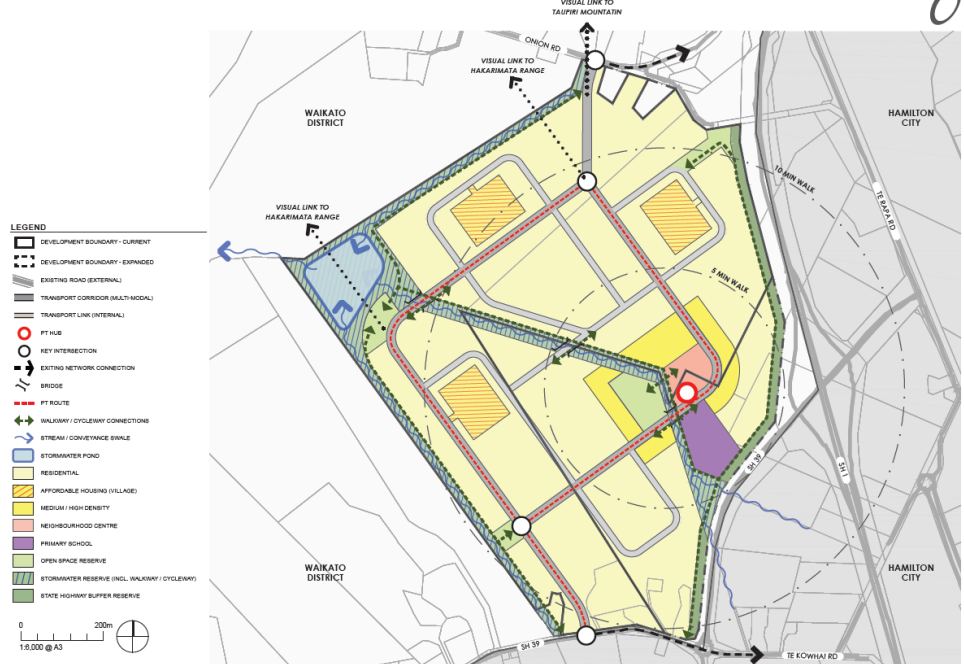 VISUAL LINK TO
TAUPIRI MOUNTATIN
ONION RD
VISUAL LINK TO
HAKARIMATA RANGE
WAIKATO
DISTRICT
HAMILTON
CITY
10 MIN WALK
TE RAPA RD
VISUAL LINK TO
HAKARIMATA RANGE
5 MIN WALK
LEGEND
DEVELOPMENT BOUNDARY - CURRENT
DEVELOPMENT BOUNDARY - EXPANDED
EXISTING ROAD (EXTERNAL)
TRANSPORT CORRIDOR (MULTI-MODAL)
TRANSPORT LINK (INTERNAL)
PT HUB
KEY INTERSECTION
EXITING NETWORK CONNECTION
BRIDGE
PT ROUTE
WALKWAY / CYCLEWAY CONNECTIONS
STREAM / CONVEYANCE SWALE
STORMWATER POND
RESIDENTIAL
AFFORDABLE HOUSING (VILLAGE)
MEDIUM / HIGH DENSITY
NEIGHBOURHOOD CENTRE
PRIMARY SCHOOL
OPEN SPACE RESERVE
STORMWATER RESERVE (INCL. WALKWAY / CYCLEWAY)
STATE HIGHWAY BUFFER RESERVE
SH 39
SH 1
WAIKATO
DISTRICT
HAMILTON
CITY
0 200m
1:6,000 @ A3
SH 39
TE KOWHAI RD